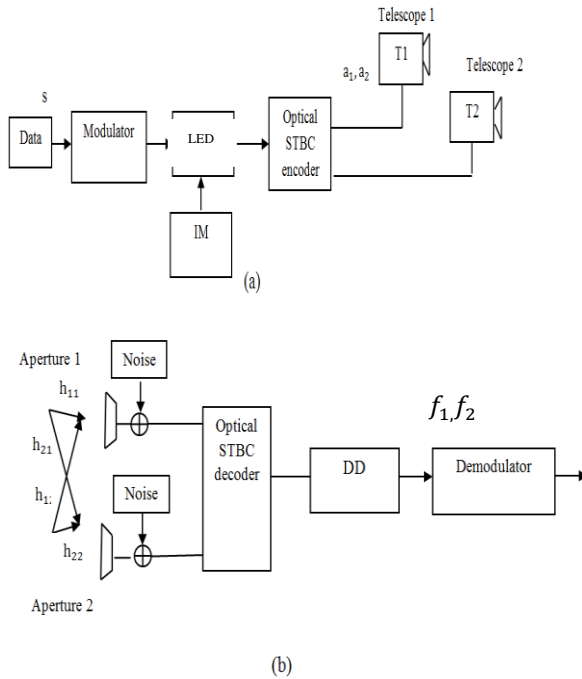 Telescope 1
T1
a₁, a₂
Telescope 2
T2
s
Data
Modulator
LED
Optical
STBC
encoder
IM
(a)
Aperture 1
Noise
h₁₁
f₁,f₂
h₂₁
Optical
STBC
decoder
DD
Demodulator
h₁:
Noise
h₂₂
Aperture 2
(b)